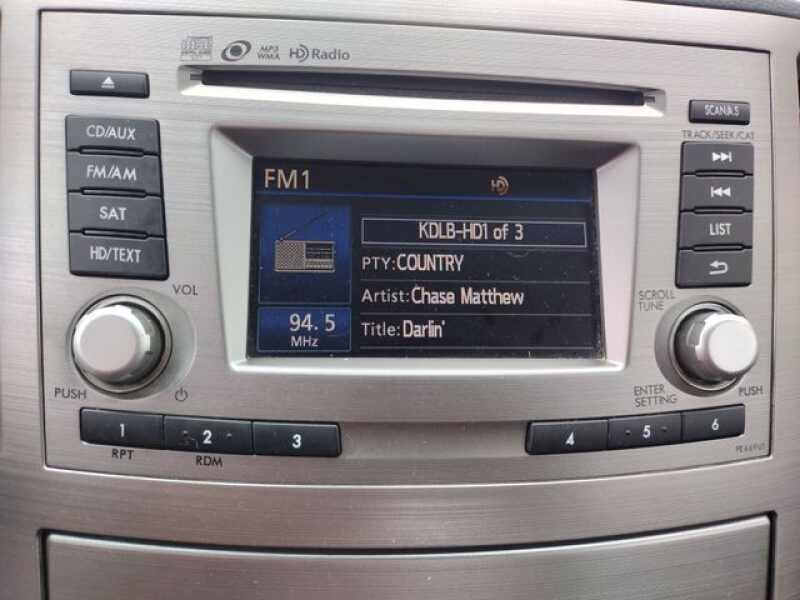 MP3
WMA
HD Radio
SCAN/A.S
CD/AUX
FM/AM
SAT
HD/TEXT
TRACK/SEEK/CAT
LIST
FM1
HD
KDLB-HD1 of 3
PTY:COUNTRY
Artist:Chase Matthew
Title:Darlin'
94.5
MHz
VOL
PUSH
SCROLL
TUNE
ENTER
SETTING
PUSH
1
2
3
4
5
6
RPT
RDM